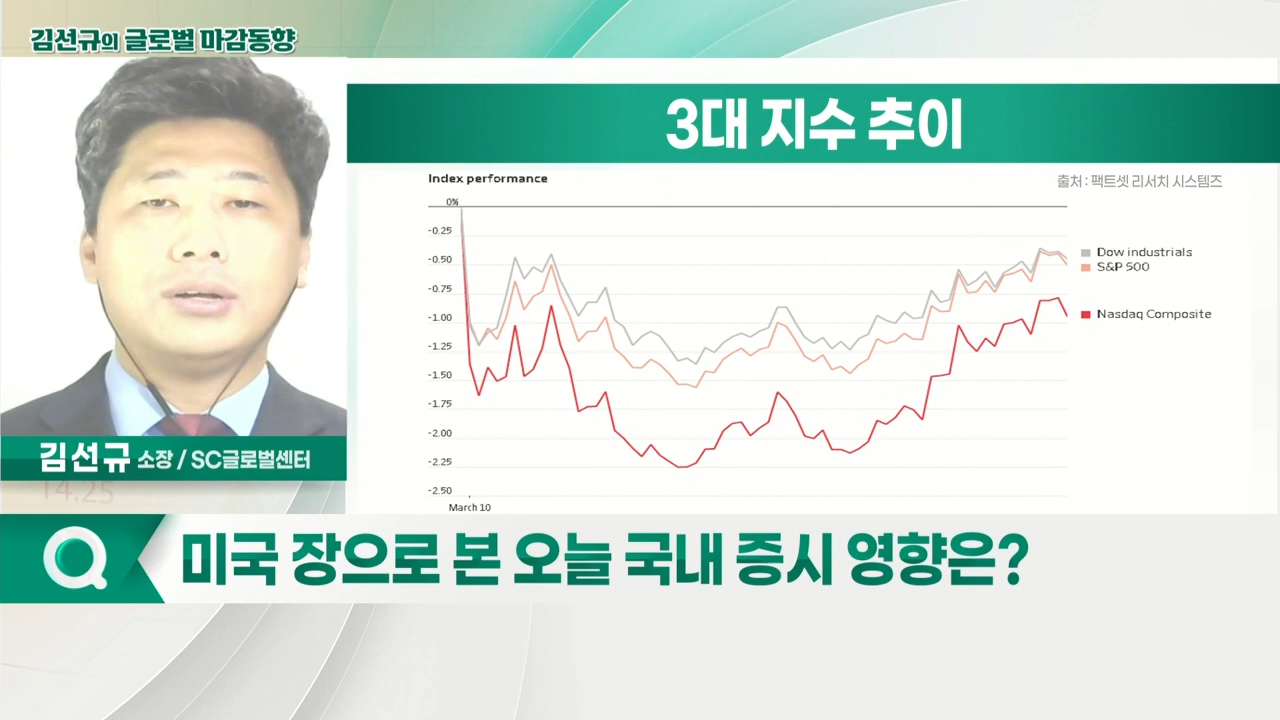 김선규의 글로벌 마감동향
3대 지수 추이
Index performance
출처 : 팩트셋 리서치 시스템즈
0%
-0.25
-0.50
-0.75
-1.00
-1.25
-1.50
-1.75
-2.00
-2.25
-2.50
March 10
Dow industrials
S&P 500
Nasdaq Composite
김선규 소장 / SC글로벌센터
14.25
Q 미국 장으로 본 오늘 국내 증시 영향은?